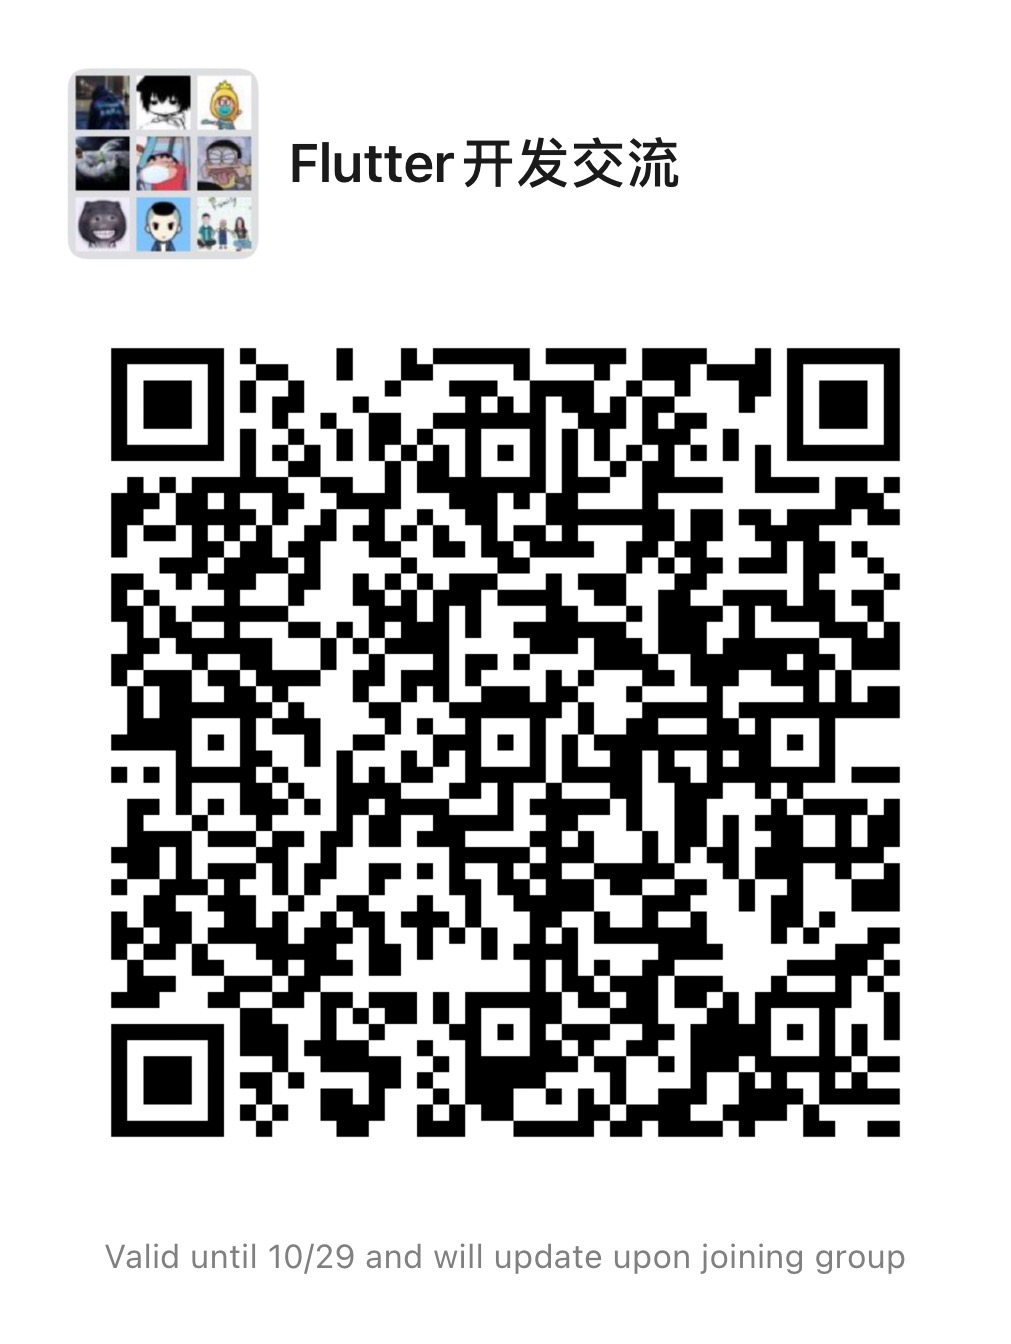 Flutter开发交流
Family
Valid until 10/29 and will update upon joining group